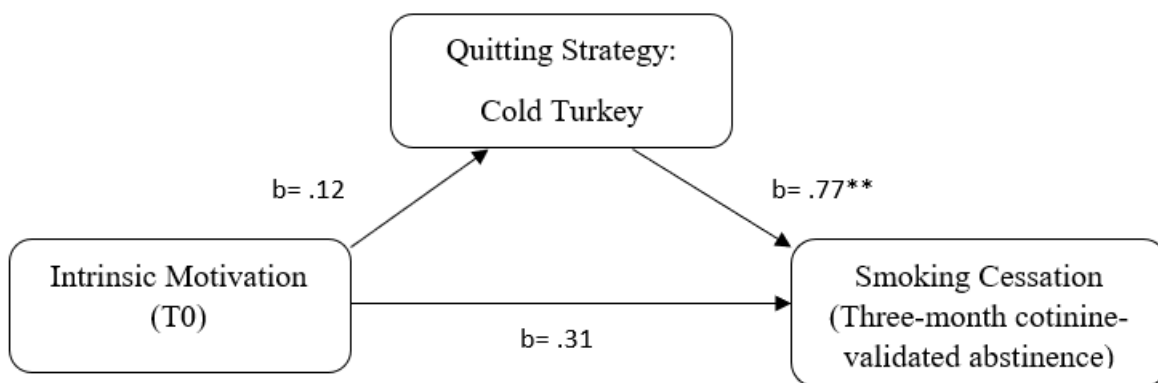 Quitting Strategy:
Cold Turkey
b= .12
b= .77**
Intrinsic Motivation
(T0)
b= .31
Smoking Cessation
(Three-month cotinine-
validated abstinence)